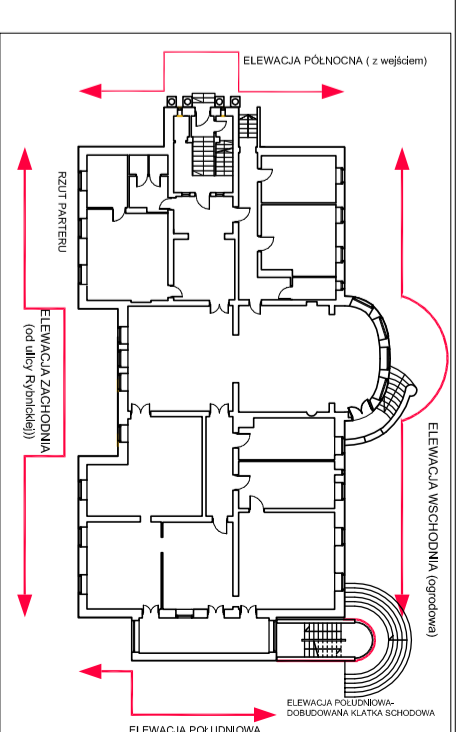 ELEWACJA PÓŁNOCNA ( z wejściem)
RZUT PARTERU
ELEWACJA ZACHODNIA
(od ulicy Rybnickiej))
ELEWACJA WSCHODNIA (ogrodowa)
ELEWACJA POŁUDNIOWA-
DOBUDOWANA KLATKA SCHODOWA
ELEWACJA POŁUDNIOWA